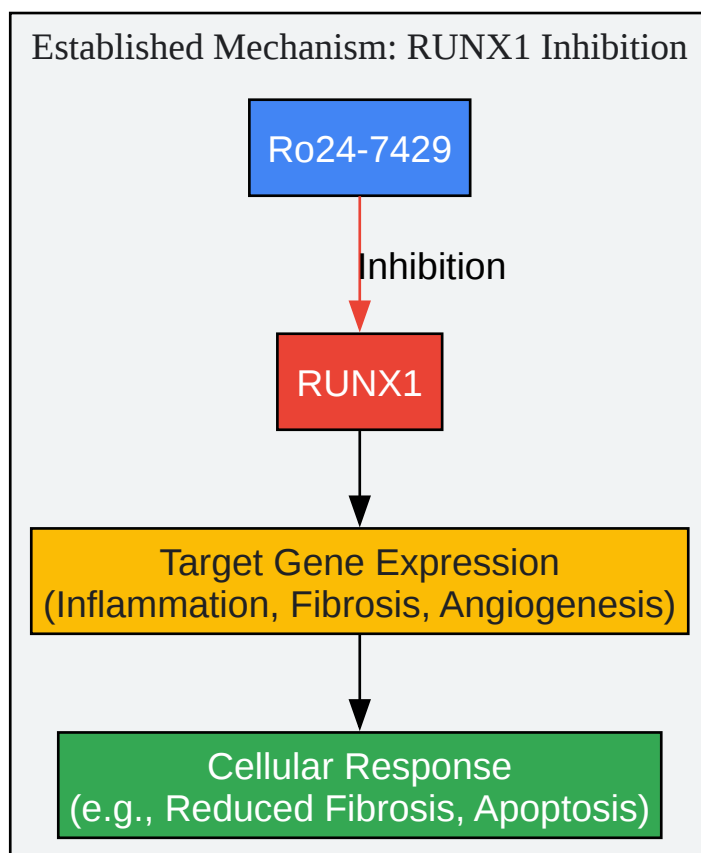 Established Mechanism: RUNX1 Inhibition
Ro24-7429
Inhibition
RUNX1
Target Gene Expression
(Inflammation, Fibrosis, Angiogenesis)
Cellular Response
(e.g., Reduced Fibrosis, Apoptosis)